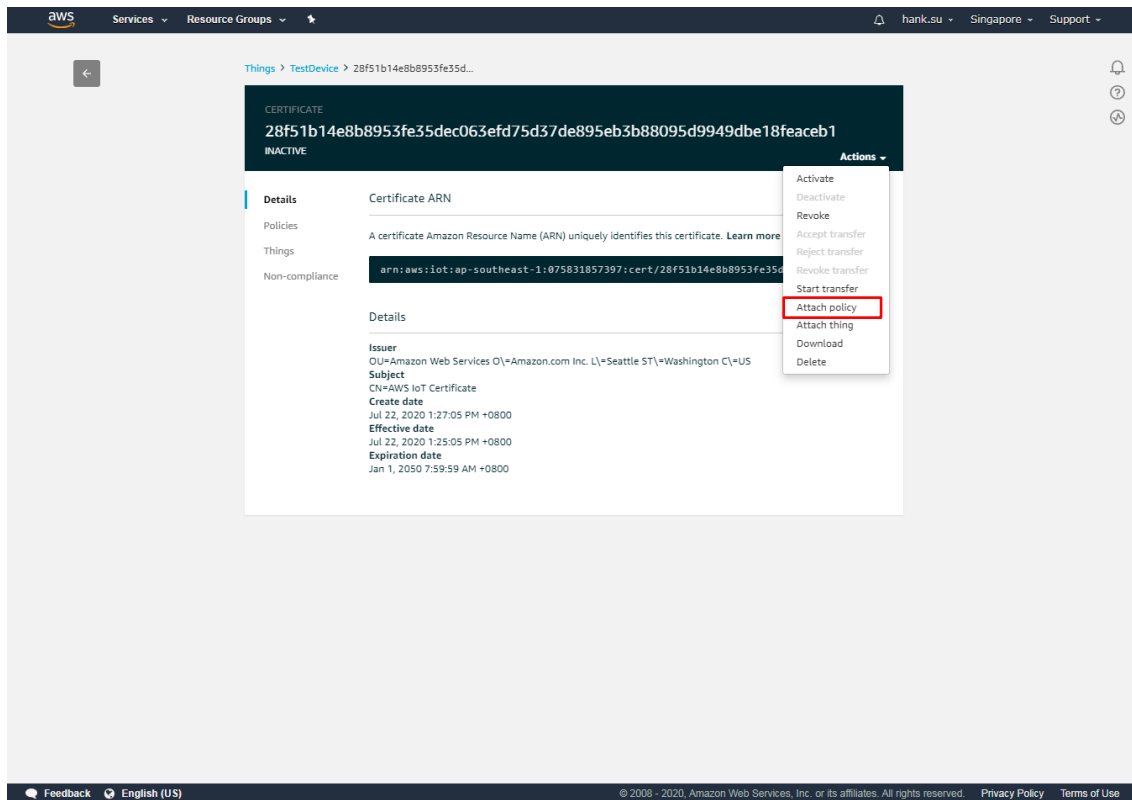 aws Services Resource Groups hank.su Singapore Support
Things > TestDevice > 28f51b14e8b8953fe35d...
CERTIFICATE
28f51b14e8b8953fe35dec063efd75d37de895eb3b88095d9949dbe18feaceb1
INACTIVE
Actions
Activate
Deactivate
Revoke
Accept transfer
Reject transfer
Revoke transfer
Start transfer
Attach policy
Attach thing
Download
Delete
Details
Policies
Things
Non-compliance
Certificate ARN
A certificate Amazon Resource Name (ARN) uniquely identifies this certificate. Learn more
arn:aws:iot:ap-southeast-1:075831857397:cert/28f51b14e8b8953fe35d
Details
Issuer
OU=Amazon Web Services O\=Amazon.com Inc. L\=Seattle ST\=Washington C\=US
Subject
CN=AWS IoT Certificate
Create date
Jul 22, 2020 1:27:05 PM +0800
Effective date
Jul 22, 2020 1:25:05 PM +0800
Expiration date
Jan 1, 2050 7:59:59 AM +0800
Feedback English (US) © 2008 - 2020, Amazon Web Services, Inc. or its affiliates. All rights reserved. Privacy Policy Terms of Use